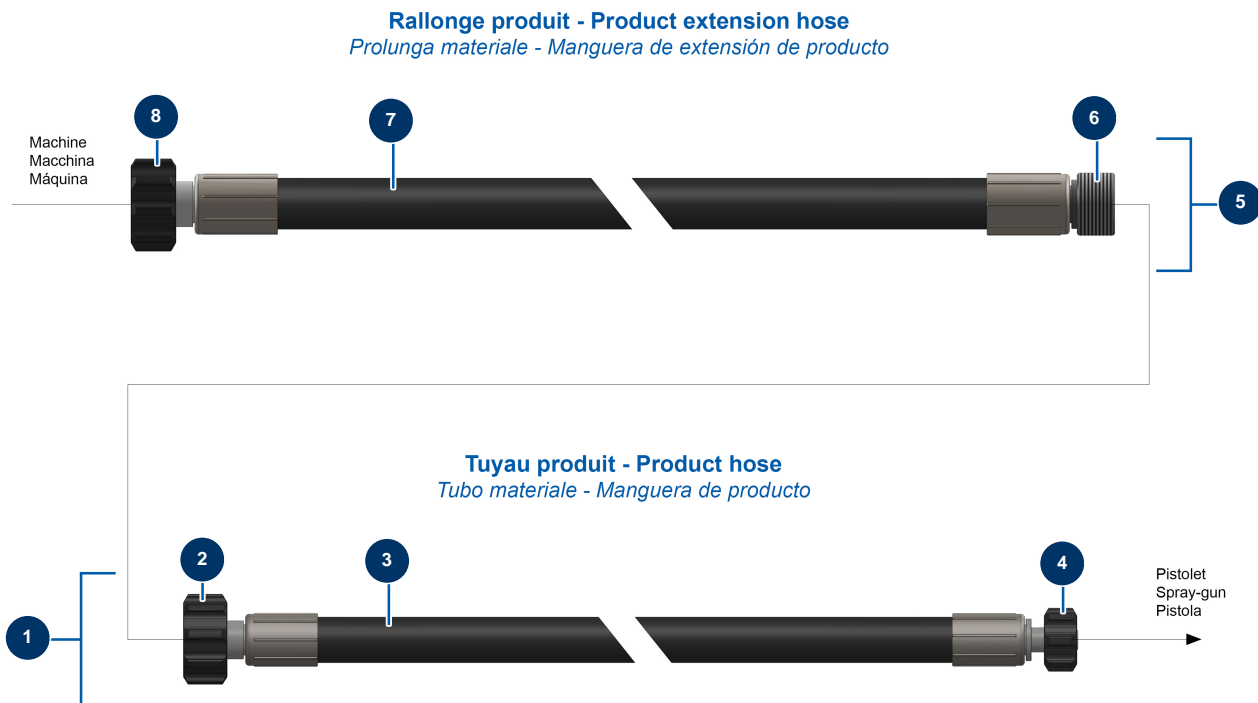 Rallonge produit - Product extension hose
Prolunga materiale - Manguera de extensión de producto
8
7
6
Machine
Macchina
Máquina
5
Tuyau produit - Product hose
Tubo materiale - Manguera de producto
2
3
4
Pistolet
Spray-gun
Pistola
1